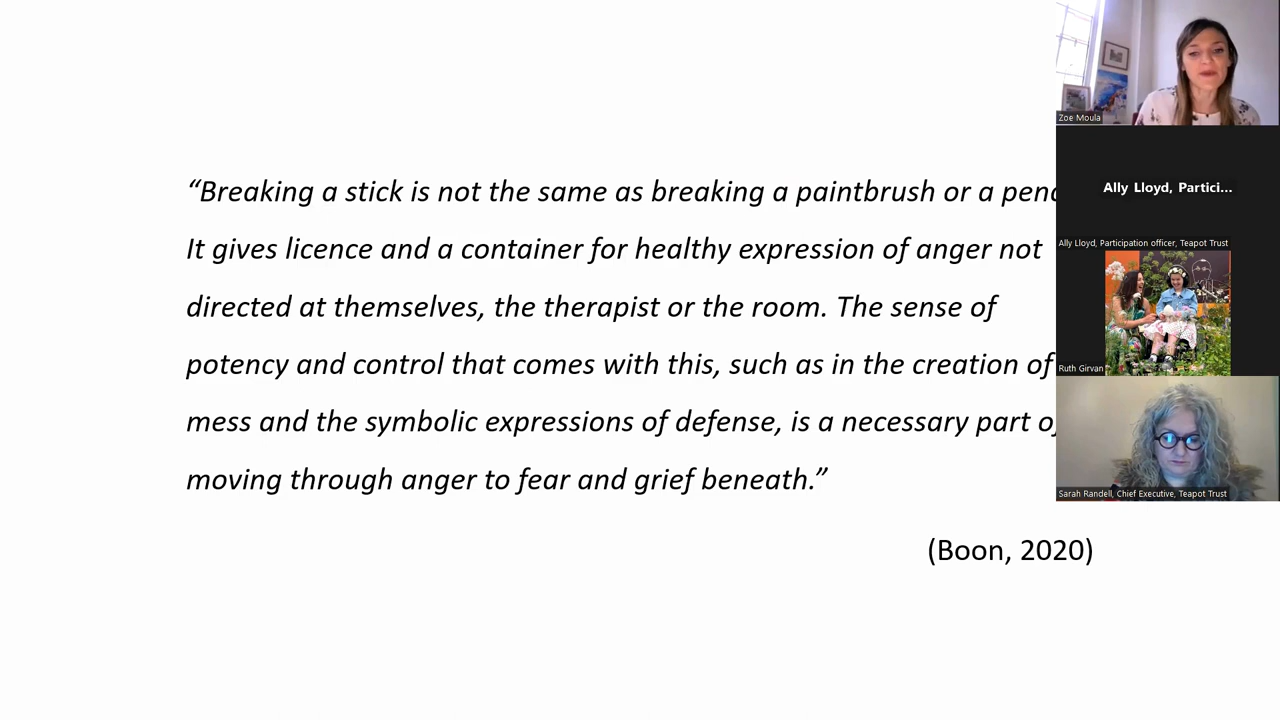 “Breaking a stick is not the same as breaking a paintbrush or a
It gives licence and a container for healthy expression of anger not
directed at themselves, the therapist or the room. The sense of
potency and control that comes with this, such as in the creation of
mess and the symbolic expressions of defense, is a necessary part
moving through anger to fear and grief beneath.”
(Boon, 2020)
Zoe Moula
Ally Lloyd, Partici...
Ally Lloyd, Participation officer, Teapot Trust
Ruth Girvan
Sarah Randell, Chief Executive, Teapot Trust